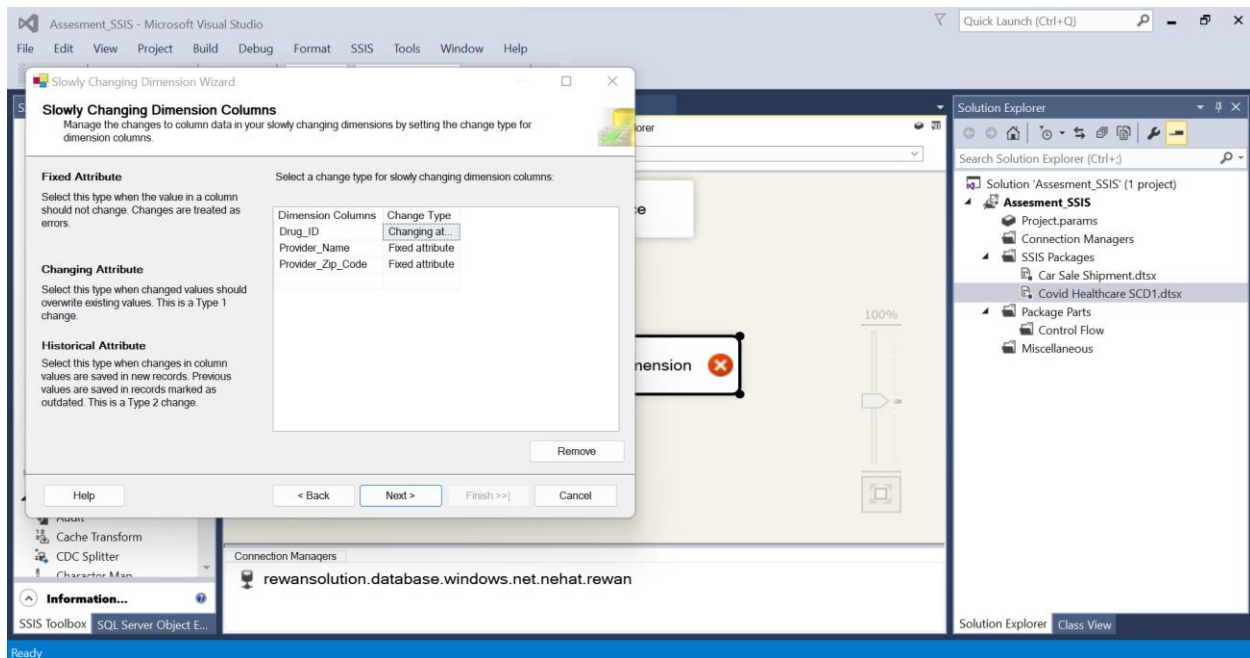 Assesment_SSIS - Microsoft Visual Studio
Quick Launch (Ctrl+Q)
File Edit View Project Build Debug Format SSIS Tools Window Help
Slowly Changing Dimension Wizard
Slowly Changing Dimension Columns
Manage the changes to column data in your slowly changing dimensions by setting the change type for
dimension columns.
Fixed Attribute
Select this type when the value in a column
should not change. Changes are treated as
errors.
Changing Attribute
Select this type when changed values should
overwrite existing values. This is a Type 1
change.
Historical Attribute
Select this type when changes in column
values are saved in new records. Previous
values are saved in records marked as
outdated. This is a Type 2 change.
Select a change type for slowly changing dimension columns:
Dimension Columns Change Type
Drug_ID Changing at...
Provider_Name Fixed attribute
Provider_Zip_Code Fixed attribute
Remove
Help < Back Next > Finish >>| Cancel
lorer
e
100%
mension
Audit
Cache Transform
CDC Splitter
Character Map
Information...
SSIS Toolbox SQL Server Object E...
Connection Managers
rewansolution.database.windows.net.nehat.rewan
Solution Explorer
Search Solution Explorer (Ctrl+;)
Solution 'Assesment_SSIS' (1 project)
Assesment_SSIS
Project.params
Connection Managers
SSIS Packages
Car Sale Shipment.dtsx
Covid Healthcare SCD1.dtsx
Package Parts
Control Flow
Miscellaneous
Solution Explorer Class View
Ready